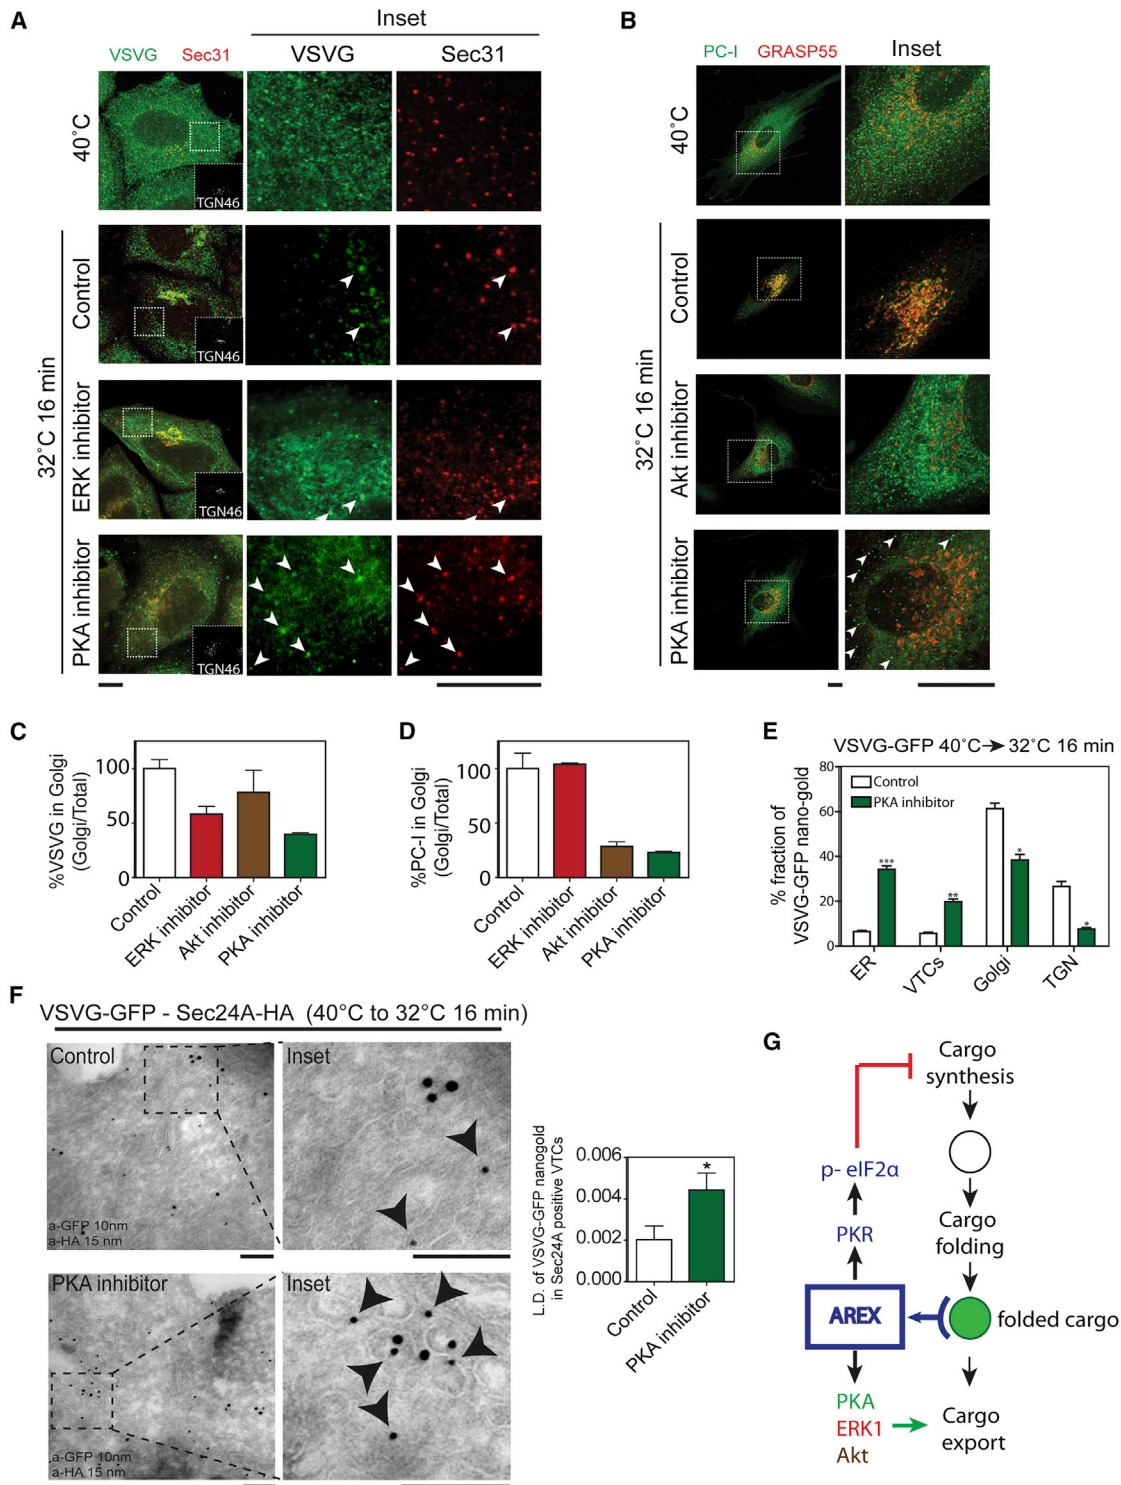 A
Inset
VSVG Sec31
VSVG
Sec31
40°C
TGN46
32°C 16 min
Control
TGN46
ERK inhibitor
TGN46
PKA inhibitor
TGN46
B
PC-I GRASP55
Inset
40°C
32°C 16 min
Control
Akt inhibitor
PKA inhibitor
C
%VSVG in Golgi
(Golgi/Total)
100
50
0
Control
ERK inhibitor
Akt inhibitor
PKA inhibitor
D
%PC-I in Golgi
(Golgi/Total)
100
50
0
Control
ERK inhibitor
Akt inhibitor
PKA inhibitor
E
VSVG-GFP 40°C➔32°C 16 min
% fraction of
VSVG-GFP nano-gold
80
60
40
20
0
Control
PKA inhibitor
***
**
*
*
ER
VTCs
Golgi
TGN
F
VSVG-GFP - Sec24A-HA (40°C to 32°C 16 min)
Control
a-GFP 10nm
a-HA 15 nm
Inset
PKA inhibitor
a-GFP 10nm
a-HA 15 nm
Inset
L.D. of VSVG-GFP nanogold
in Sec24A positive VTCs
0.006
0.004
0.002
0.000
*
Control
PKA inhibitor
G
Cargo
synthesis
p- eIF2α
PKR
Cargo
folding
AREX
folded cargo
PKA
ERK1
Akt
Cargo
export